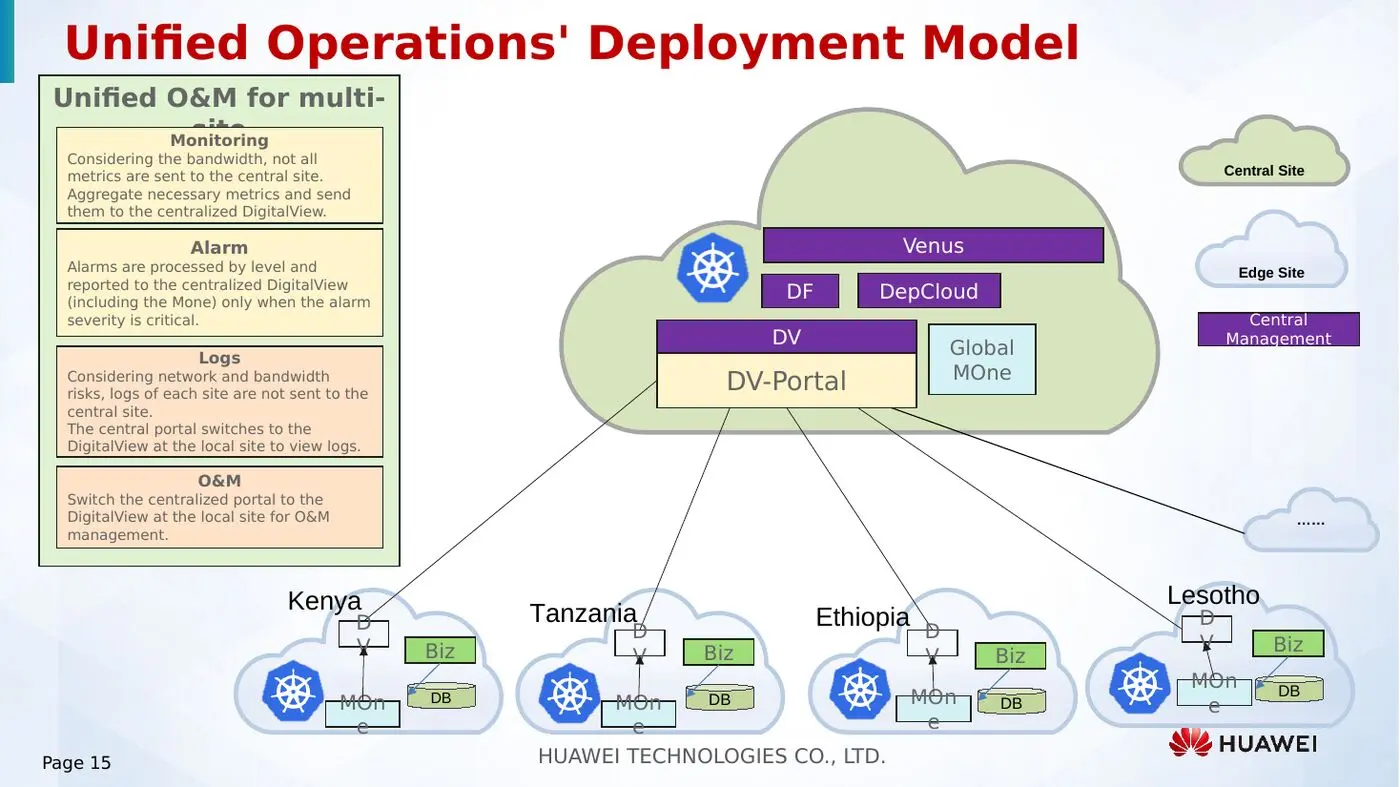 Unified Operations' Deployment Model
Unified O&M for multi-
site
Monitoring
Considering the bandwidth, not all
metrics are sent to the central site.
Aggregate necessary metrics and send
them to the centralized DigitalView.
Alarm
Alarms are processed by level and
reported to the centralized DigitalView
(including the Mone) only when the alarm
severity is critical.
Logs
Considering network and bandwidth
risks, logs of each site are not sent to the
central site.
The central portal switches to the
DigitalView at the local site to view logs.
O&M
Switch the centralized portal to the
DigitalView at the local site for O&M
management.
Venus
DF
DepCloud
DV
DV-Portal
Global
MOne
Central Site
Edge Site
Central
Management
......
Kenya
D
V
Biz
MOn
e
DB
Tanzania
D
V
Biz
MOn
e
DB
Ethiopia
D
V
Biz
MOn
e
DB
Lesotho
D
V
Biz
MOn
e
DB
Page 15
HUAWEI TECHNOLOGIES CO., LTD.
HUAWEI